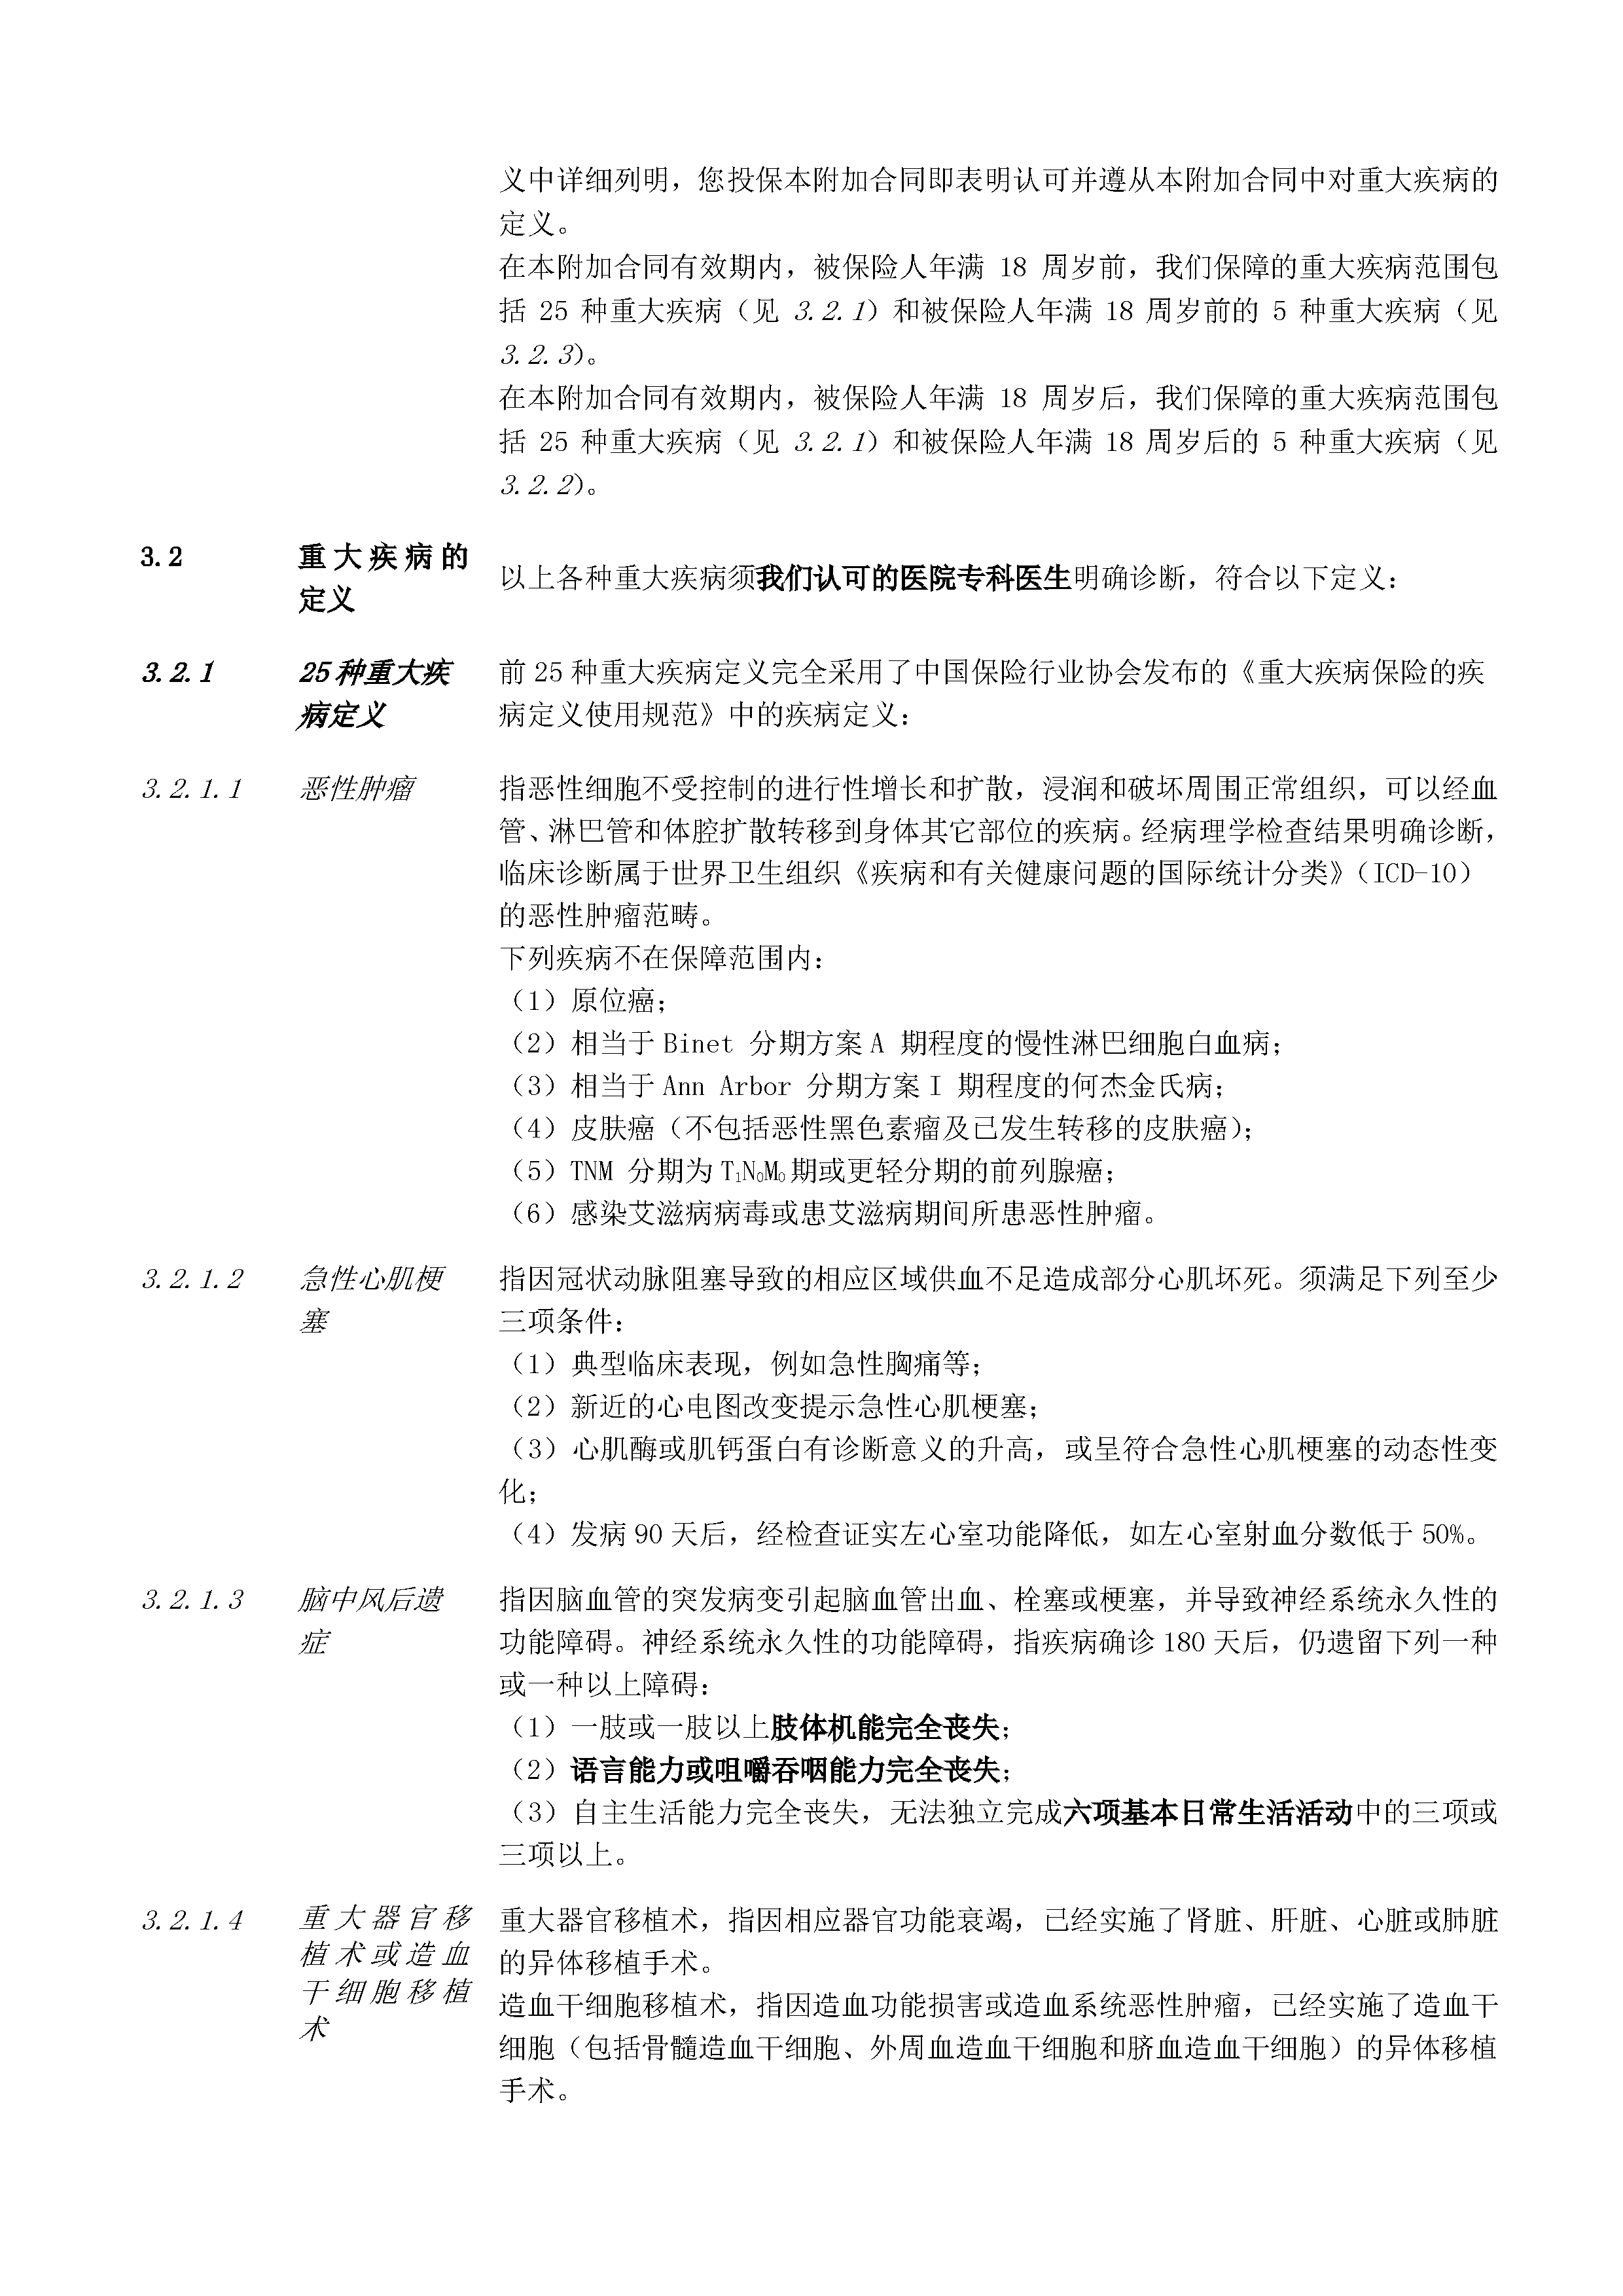 义中详细列明，您投保本附加合同即表明认可并遵从本附加合同中对重大疾病的
定义。
在本附加合同有效期内，被保险人年满 18 周岁前，我们保障的重大疾病范围包
括 25 种重大疾病（见 3.2.1）和被保险人年满 18 周岁前的 5 种重大疾病（见
3.2.3）。
在本附加合同有效期内，被保险人年满 18 周岁后，我们保障的重大疾病范围包
括 25 种重大疾病（见 3.2.1）和被保险人年满 18 周岁后的 5 种重大疾病（见
3.2.2）。
3.2
重大疾病的
定义
以上各种重大疾病须我们认可的医院专科医生明确诊断，符合以下定义：
3.2.1
25种重大疾
病定义
前25种重大疾病定义完全采用了中国保险行业协会发布的《重大疾病保险的疾
病定义使用规范》中的疾病定义：
3.2.1.1
恶性肿瘤
指恶性细胞不受控制的进行性增长和扩散，浸润和破坏周围正常组织，可以经血
管、淋巴管和体腔扩散转移到身体其它部位的疾病。经病理学检查结果明确诊断，
临床诊断属于世界卫生组织《疾病和有关健康问题的国际统计分类》（ICD-10）
的恶性肿瘤范畴。
下列疾病不在保障范围内：
（1）原位癌；
（2）相当于Binet 分期方案A 期程度的慢性淋巴细胞白血病；
（3）相当于Ann Arbor 分期方案I 期程度的何杰金氏病；
（4）皮肤癌（不包括恶性黑色素瘤及已发生转移的皮肤癌）；
（5）TNM 分期为T₁N₀M₀期或更轻分期的前列腺癌；
（6）感染艾滋病病毒或患艾滋病期间所患恶性肿瘤。
3.2.1.2
急性心肌梗
塞
指因冠状动脉阻塞导致的相应区域供血不足造成部分心肌坏死。须满足下列至少
三项条件：
（1）典型临床表现，例如急性胸痛等；
（2）新近的心电图改变提示急性心肌梗塞；
（3）心肌酶或肌钙蛋白有诊断意义的升高，或呈符合急性心肌梗塞的动态性变
化；
（4）发病90天后，经检查证实左心室功能降低，如左心室射血分数低于50%。
3.2.1.3
脑中风后遗
症
指因脑血管的突发病变引起脑血管出血、栓塞或梗塞，并导致神经系统永久性的
功能障碍。神经系统永久性的功能障碍，指疾病确诊180天后，仍遗留下列一种
或一种以上障碍：
（1）一肢或一肢以上肢体机能完全丧失；
（2）语言能力或咀嚼吞咽能力完全丧失；
（3）自主生活能力完全丧失，无法独立完成六项基本日常生活活动中的三项或
三项以上。
3.2.1.4
重大器官移
植术或造血
干细胞移植
术
重大器官移植术，指因相应器官功能衰竭，已经实施了肾脏、肝脏、心脏或肺脏
的异体移植手术。
造血干细胞移植术，指因造血功能损害或造血系统恶性肿瘤，已经实施了造血干
细胞（包括骨髓造血干细胞、外周血造血干细胞和脐血造血干细胞）的异体移植
手术。